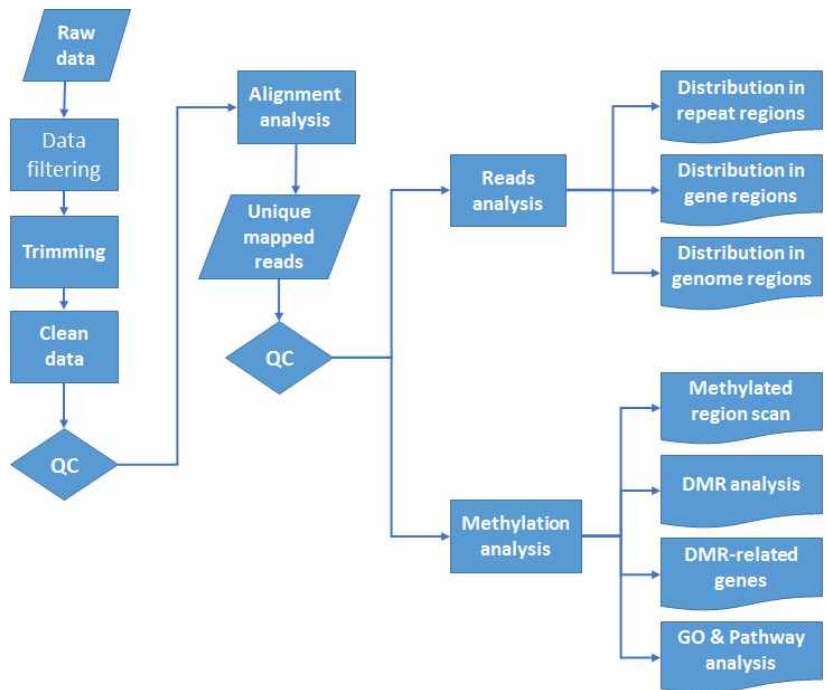 Raw
data
Data
filtering
Trimming
Clean
data
QC
Alignment
analysis
Unique
mapped
reads
QC
Reads
analysis
Distribution in
repeat regions
Distribution in
gene regions
Distribution in
genome regions
Methylation
analysis
Methylated
region scan
DMR analysis
DMR-related
genes
GO & Pathway
analysis